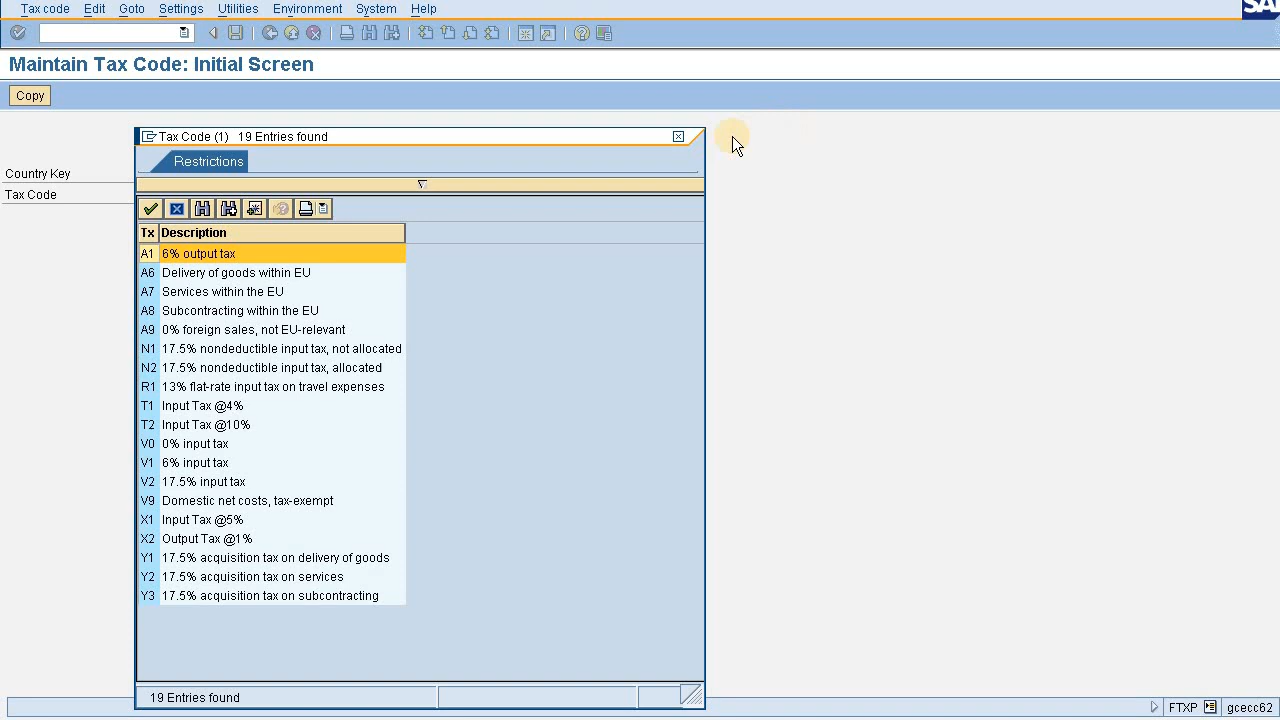 Tax code Edit Goto Settings Utilities Environment System Help
Maintain Tax Code: Initial Screen
Copy
Country Key
Tax Code
Tax Code (1) 19 Entries found
Restrictions
Tx Description
A1 6% output tax
A6 Delivery of goods within EU
A7 Services within the EU
A8 Subcontracting within the EU
A9 0% foreign sales, not EU-relevant
N1 17.5% nondeductible input tax, not allocated
N2 17.5% nondeductible input tax, allocated
R1 13% flat-rate input tax on travel expenses
T1 Input Tax @4%
T2 Input Tax @10%
V0 0% input tax
V1 6% input tax
V2 17.5% input tax
V9 Domestic net costs, tax-exempt
X1 Input Tax @5%
X2 Output Tax @1%
Y1 17.5% acquisition tax on delivery of goods
Y2 17.5% acquisition tax on services
Y3 17.5% acquisition tax on subcontracting
19 Entries found
FTXP gcecc62